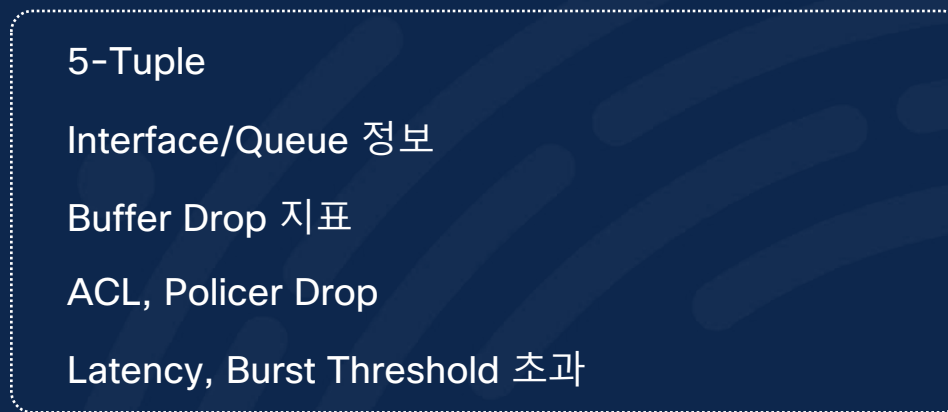 5-Tuple
Interface/Queue 정보
Buffer Drop 지표
ACL, Policer Drop
Latency, Burst Threshold 초과